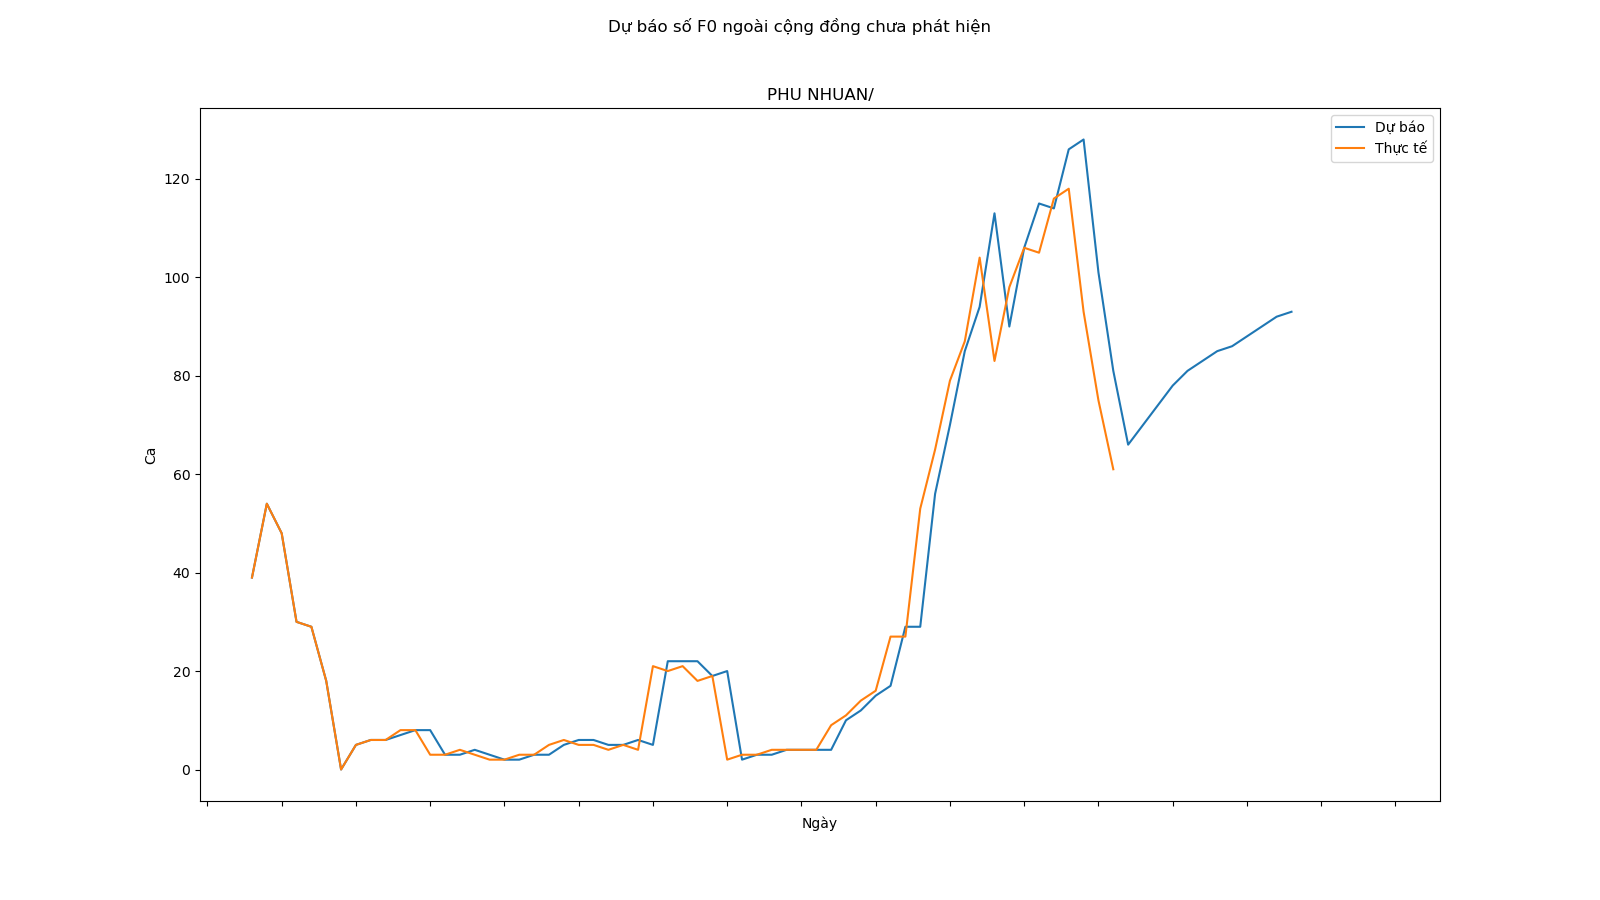 Dự báo số F0 ngoài cộng đồng chưa phát hiện
PHU NHUAN/
Dự báo
Thực tế
120
100
80
60
40
20
0
Ca
Ngày